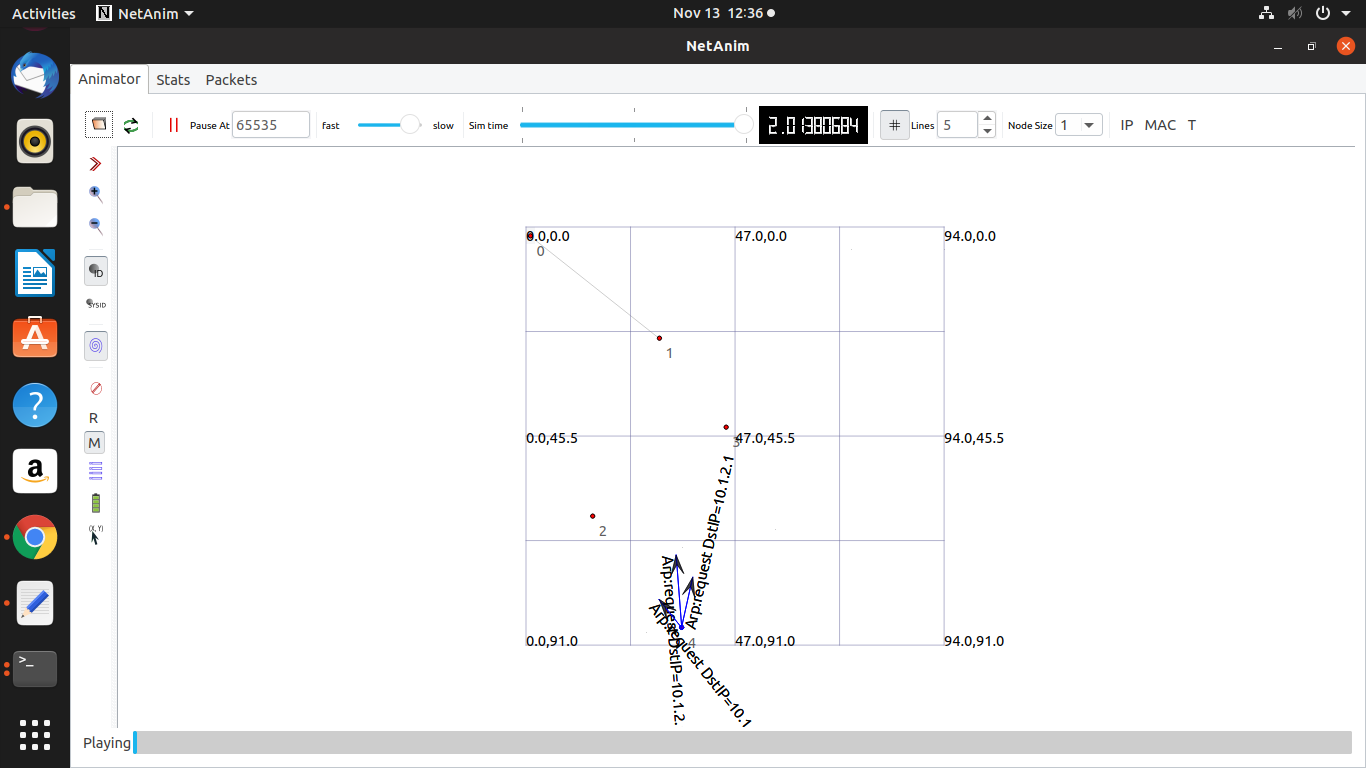 Activities NetAnim Nov 13 12:36
NetAnim
Animator Stats Packets
Pause At 65535 fast slow Sim time 2.01380684 Lines 5 Node Size 1 IP MAC T
ID
SYSID
R
M
(X, Y)
0.0,0.0 47.0,0.0 94.0,0.0
0
1
0.0,45.5 47.0,45.5 94.0,45.5
3
2
Arp:request DstIP=10.1.2.1
Arp:request DstIP=10.1.2.
Arp:request DstIP=10.1
4
0.0,91.0 47.0,91.0 94.0,91.0
Playing